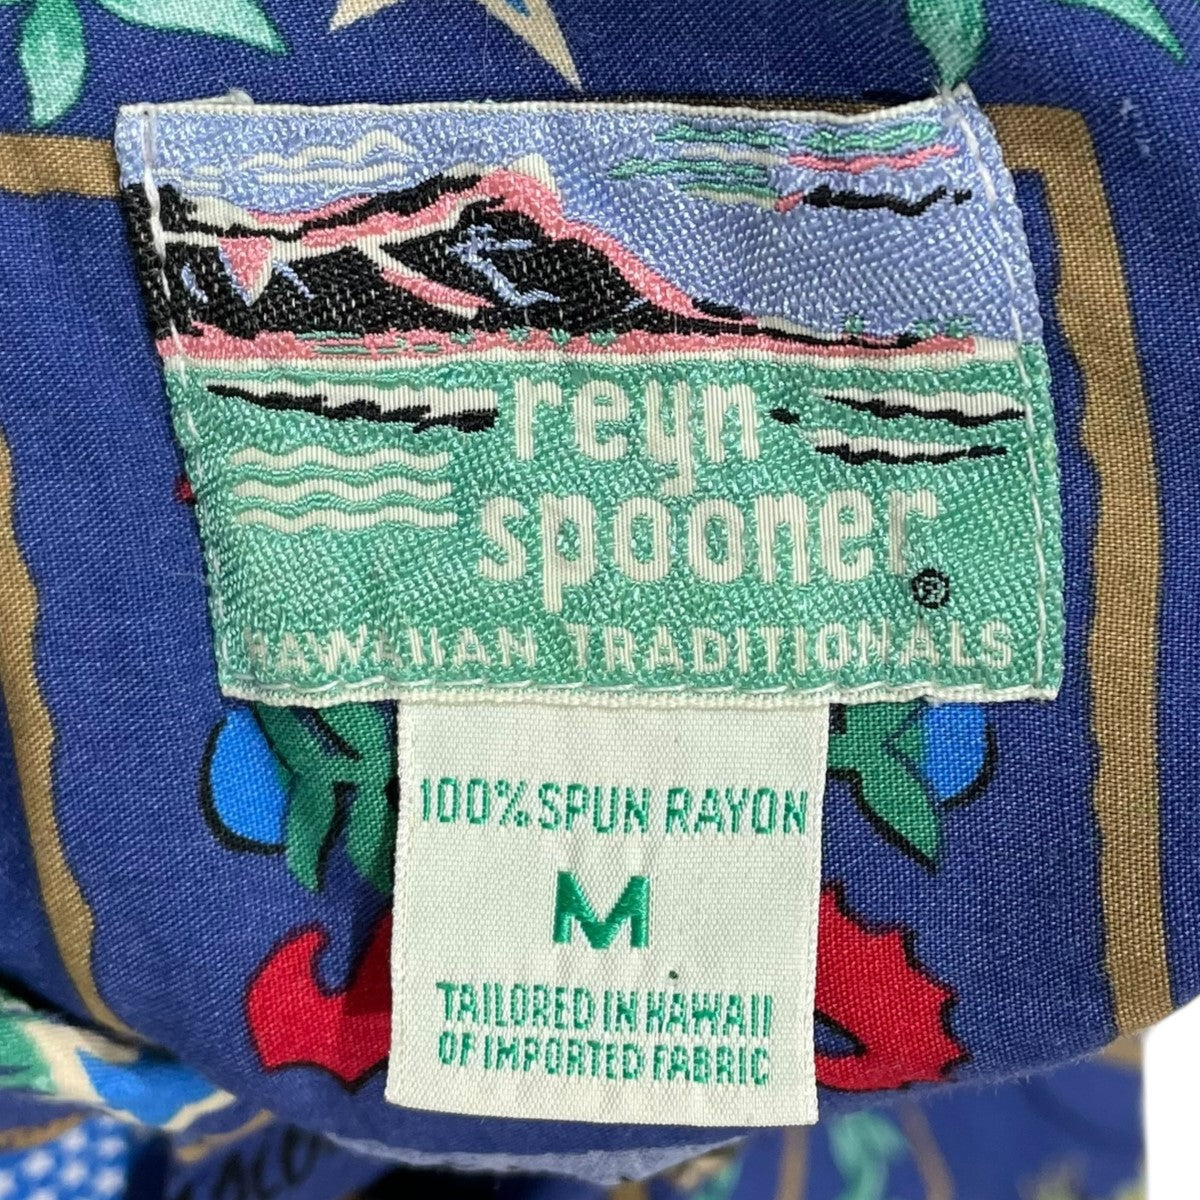 reyn
spooner®
HAWAIIAN TRADITIONALS
100% SPUN RAYON
M
TAILORED IN HAWAII
OF IMPORTED FABRIC